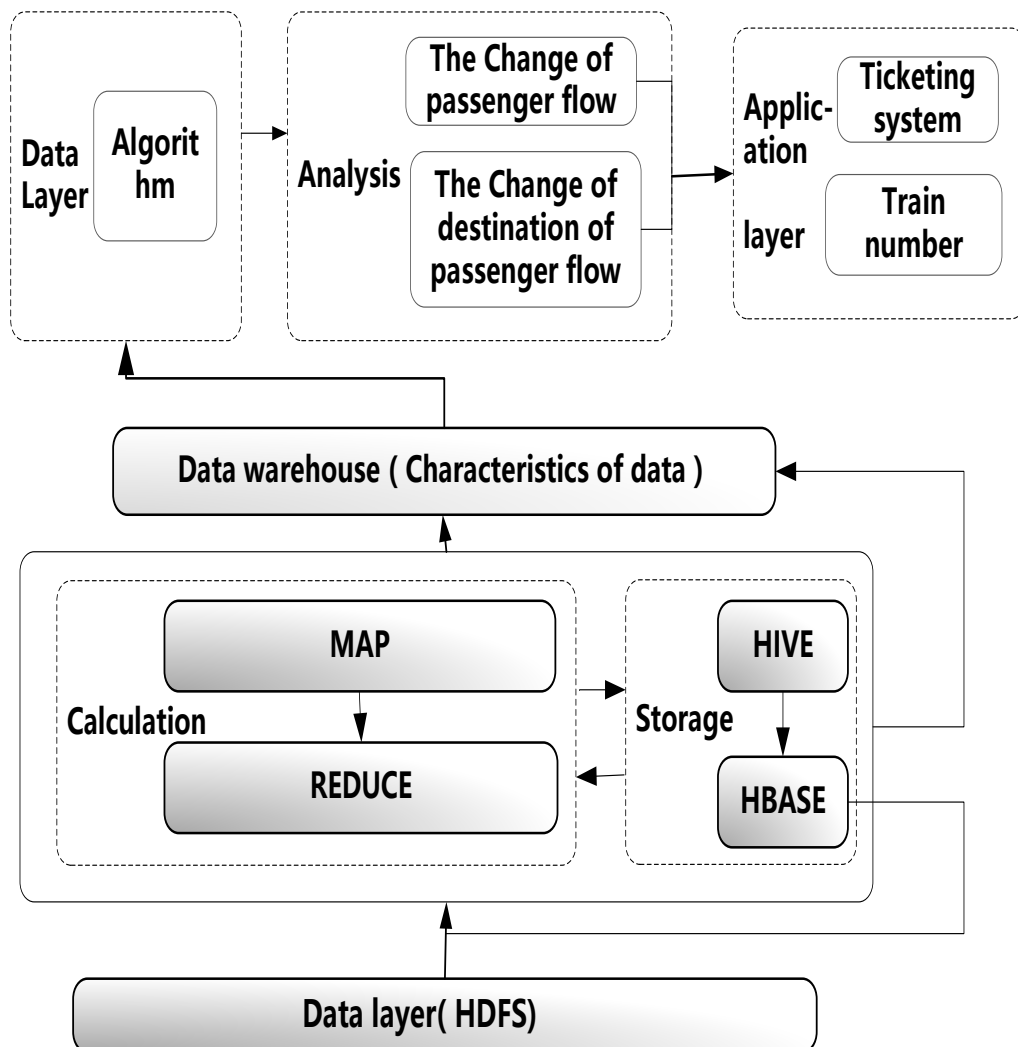 Data
Layer
Algorit
hm
Analysis
The Change of
passenger flow
The Change of
destination of
passenger flow
Applic-
ation
layer
Ticketing
system
Train
number
Data warehouse ( Characteristics of data )
Calculation
MAP
REDUCE
Storage
HIVE
HBASE
Data layer( HDFS)